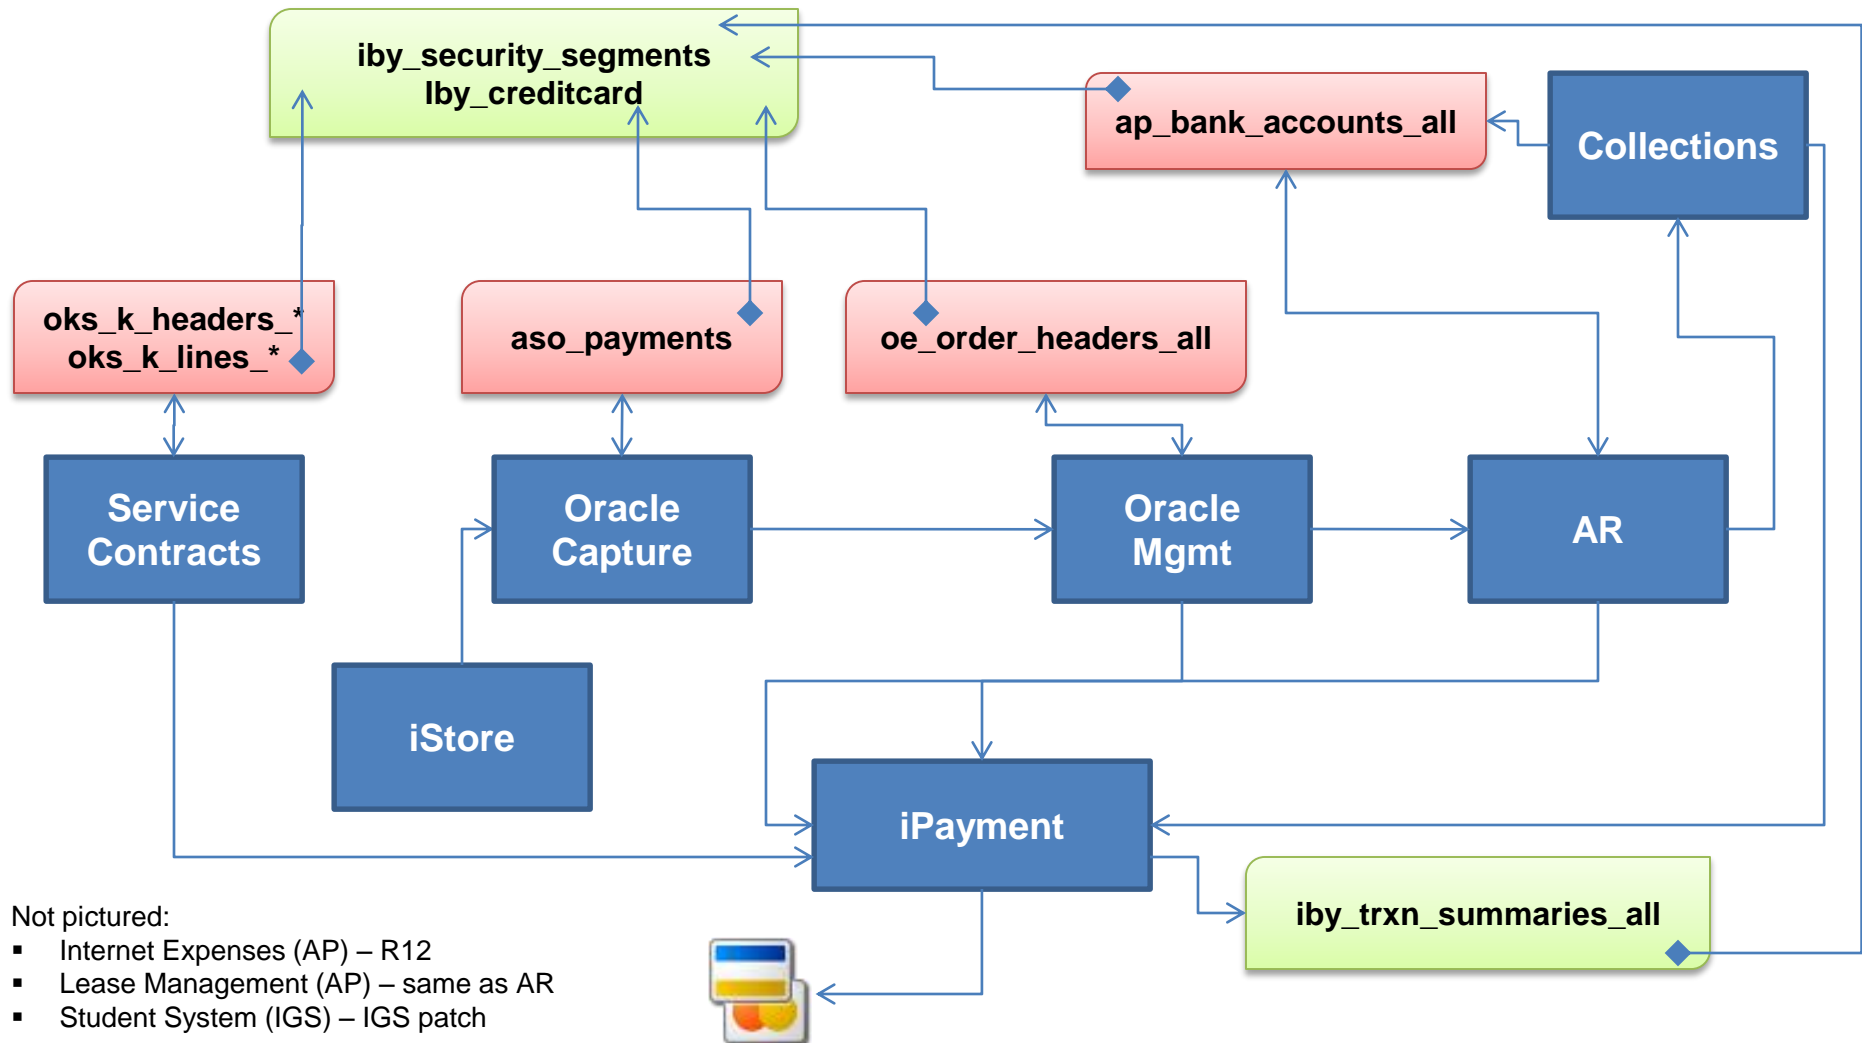 iby_security_segments
Iby_creditcard
ap_bank_accounts_all
Collections
oks_k_headers_*
oks_k_lines_*
aso_payments
oe_order_headers_all
Service
Contracts
Oracle
Capture
Oracle
Mgmt
AR
iStore
iPayment
iby_trxn_summaries_all
Not pictured:
▪ Internet Expenses (AP) – R12
▪ Lease Management (AP) – same as AR
▪ Student System (IGS) – IGS patch